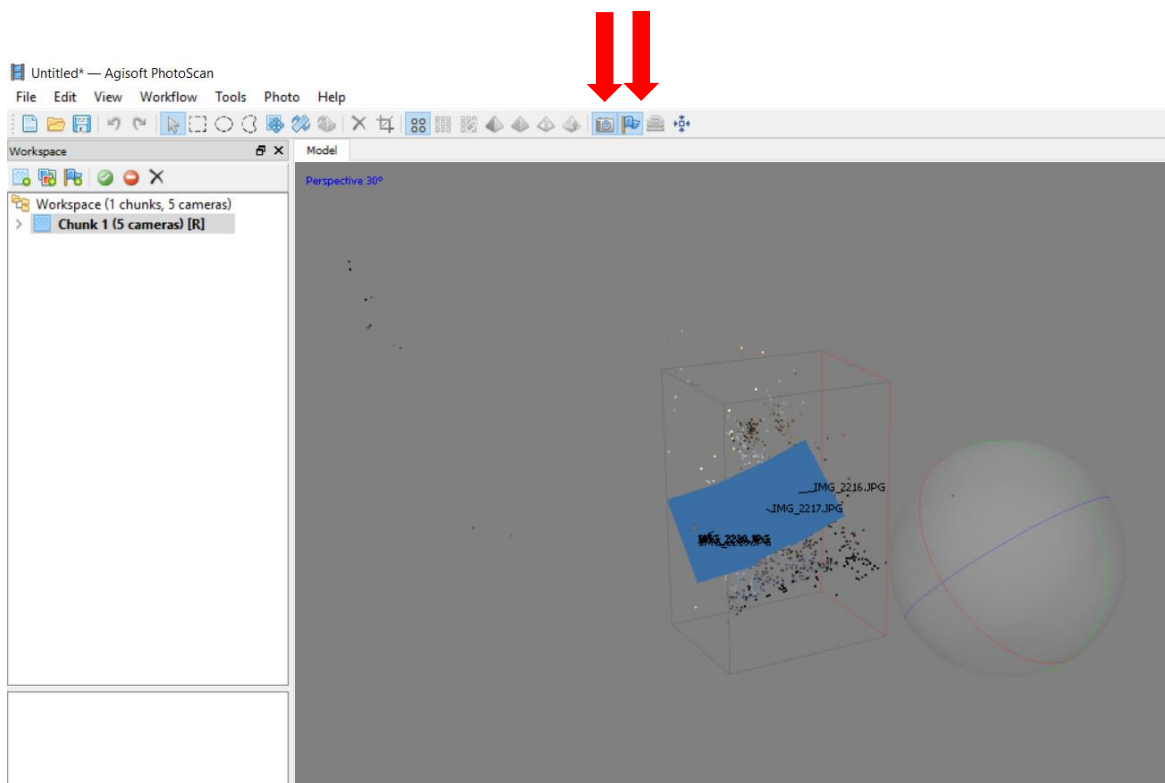 Untitled* — Agisoft PhotoScan
File Edit View Workflow Tools Photo Help
Workspace
Model
Perspective 30°
Workspace (1 chunks, 5 cameras)
Chunk 1 (5 cameras) [R]
IMG_2216.JPG
IMG_2217.JPG